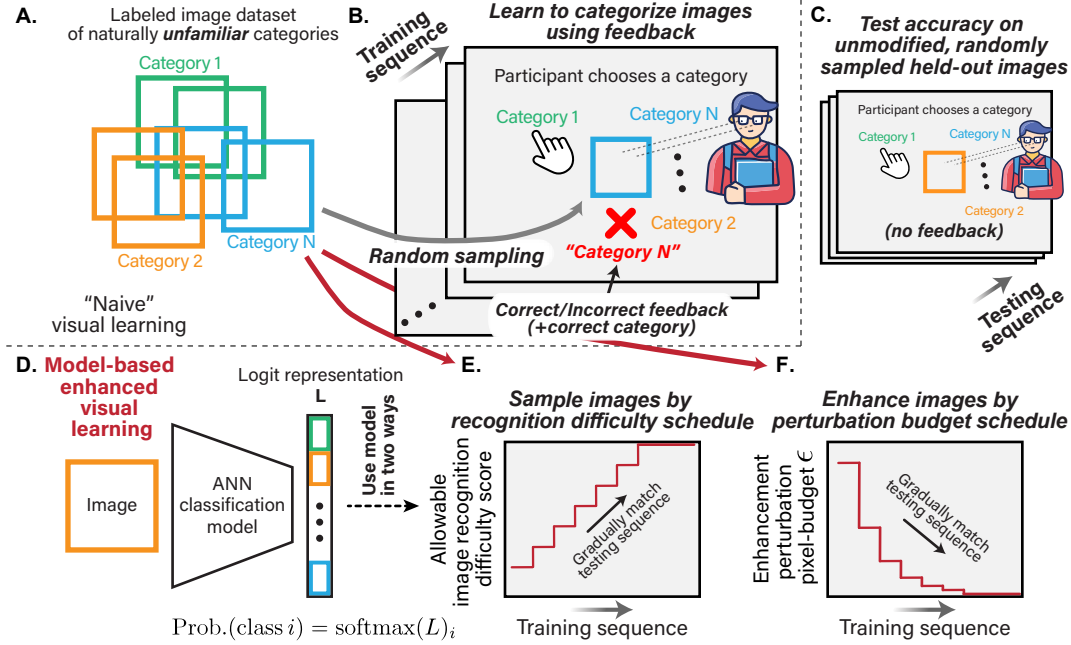 A.
Labeled image dataset
of naturally unfamiliar categories
Category 1
Category 2
Category N
“Naive”
visual learning
Random sampling
B.
Training
sequence
Learn to categorize images
using feedback
Participant chooses a category
Category 1
Category N
Category 2
“Category N”
Correct/Incorrect feedback
(+correct category)
C.
Test accuracy on
unmodified, randomly
sampled held-out images
Participant chooses a category
Category 1
Category N
Category 2
(no feedback)
Testing
sequence
D.
Model-based
enhanced
visual
learning
Image
ANN
classification
model
Logit representation
L
Use model
in two ways
Prob.(class i) = softmax(L)i
E.
Sample images by
recognition difficulty schedule
Allowable
image recognition
difficulty score
Gradually match
testing sequence
Training sequence
F.
Enhance images by
perturbation budget schedule
Enhancement
perturbation
pixel-budget ϵ
Gradually match
testing sequence
Training sequence